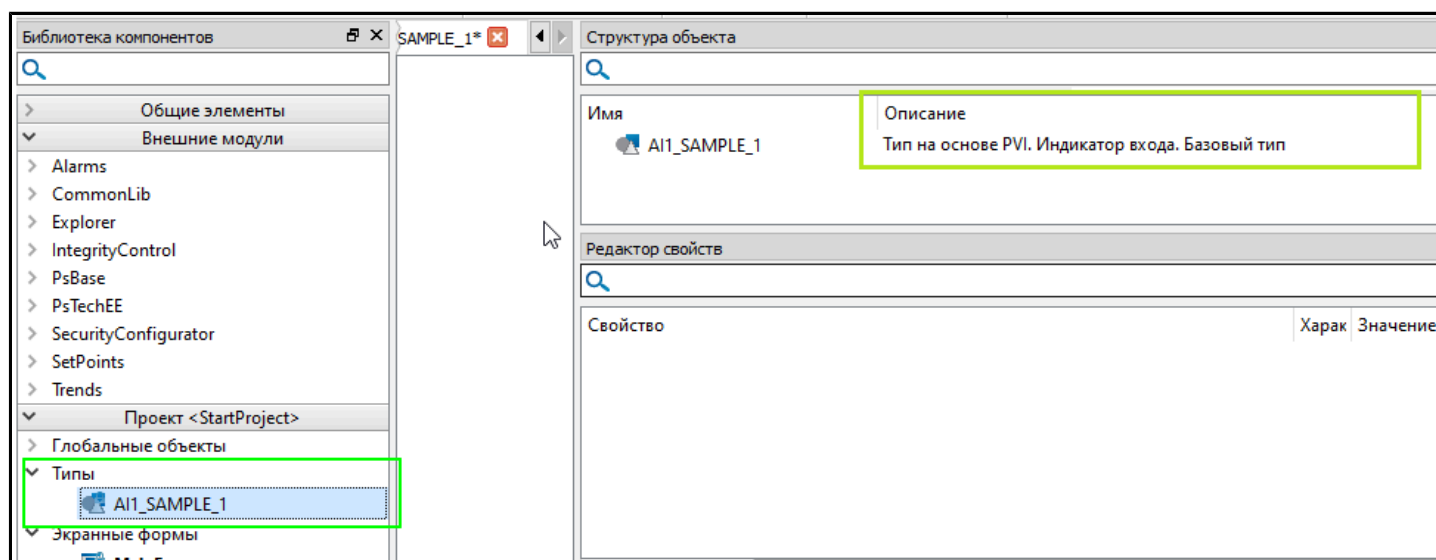 Библиотека компонентов
SAMPLE_1*
Структура объекта
Общие элементы
Внешние модули
Alarms
CommonLib
Explorer
IntegrityControl
PsBase
PsTechEE
SecurityConfigurator
SetPoints
Trends
Проект <StartProject>
Глобальные объекты
Типы
AI1_SAMPLE_1
Экранные формы
Имя
Описание
AI1_SAMPLE_1
Тип на основе PVI. Индикатор входа. Базовый тип
Редактор свойств
Свойство
Харак
Значение